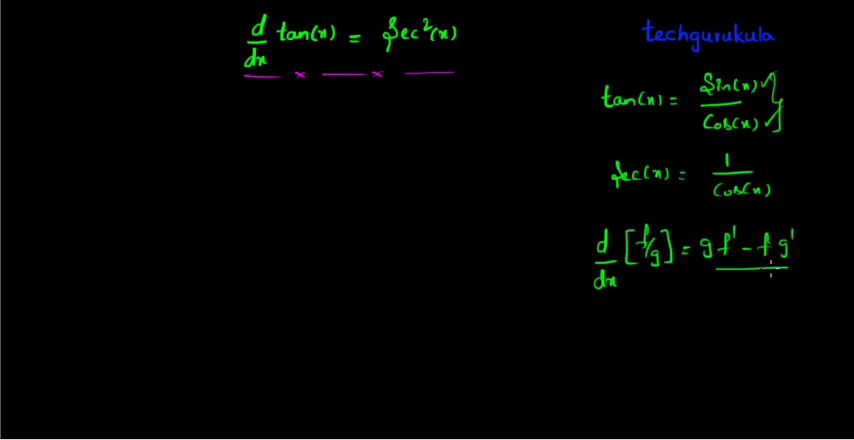 d/dx tan(x) = Sec²(x)
techgurukula
tan(x) = Sin(x)/Cos(x)
Sec(x) = 1/Cos(x)
d/dx [f/g] = g f' - f g'